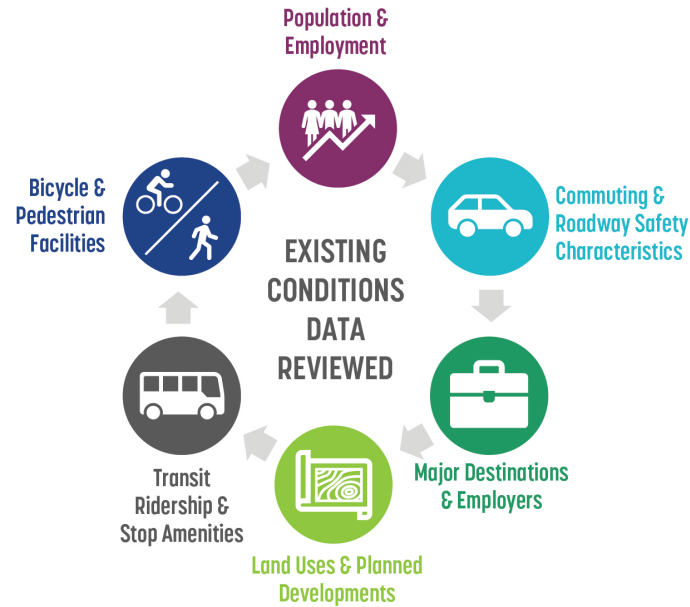 Population &
Employment
Commuting &
Roadway Safety
Characteristics
Major Destinations
& Employers
Land Uses & Planned
Developments
Transit
Ridership &
Stop Amenities
Bicycle &
Pedestrian
Facilities
EXISTING
CONDITIONS
DATA
REVIEWED